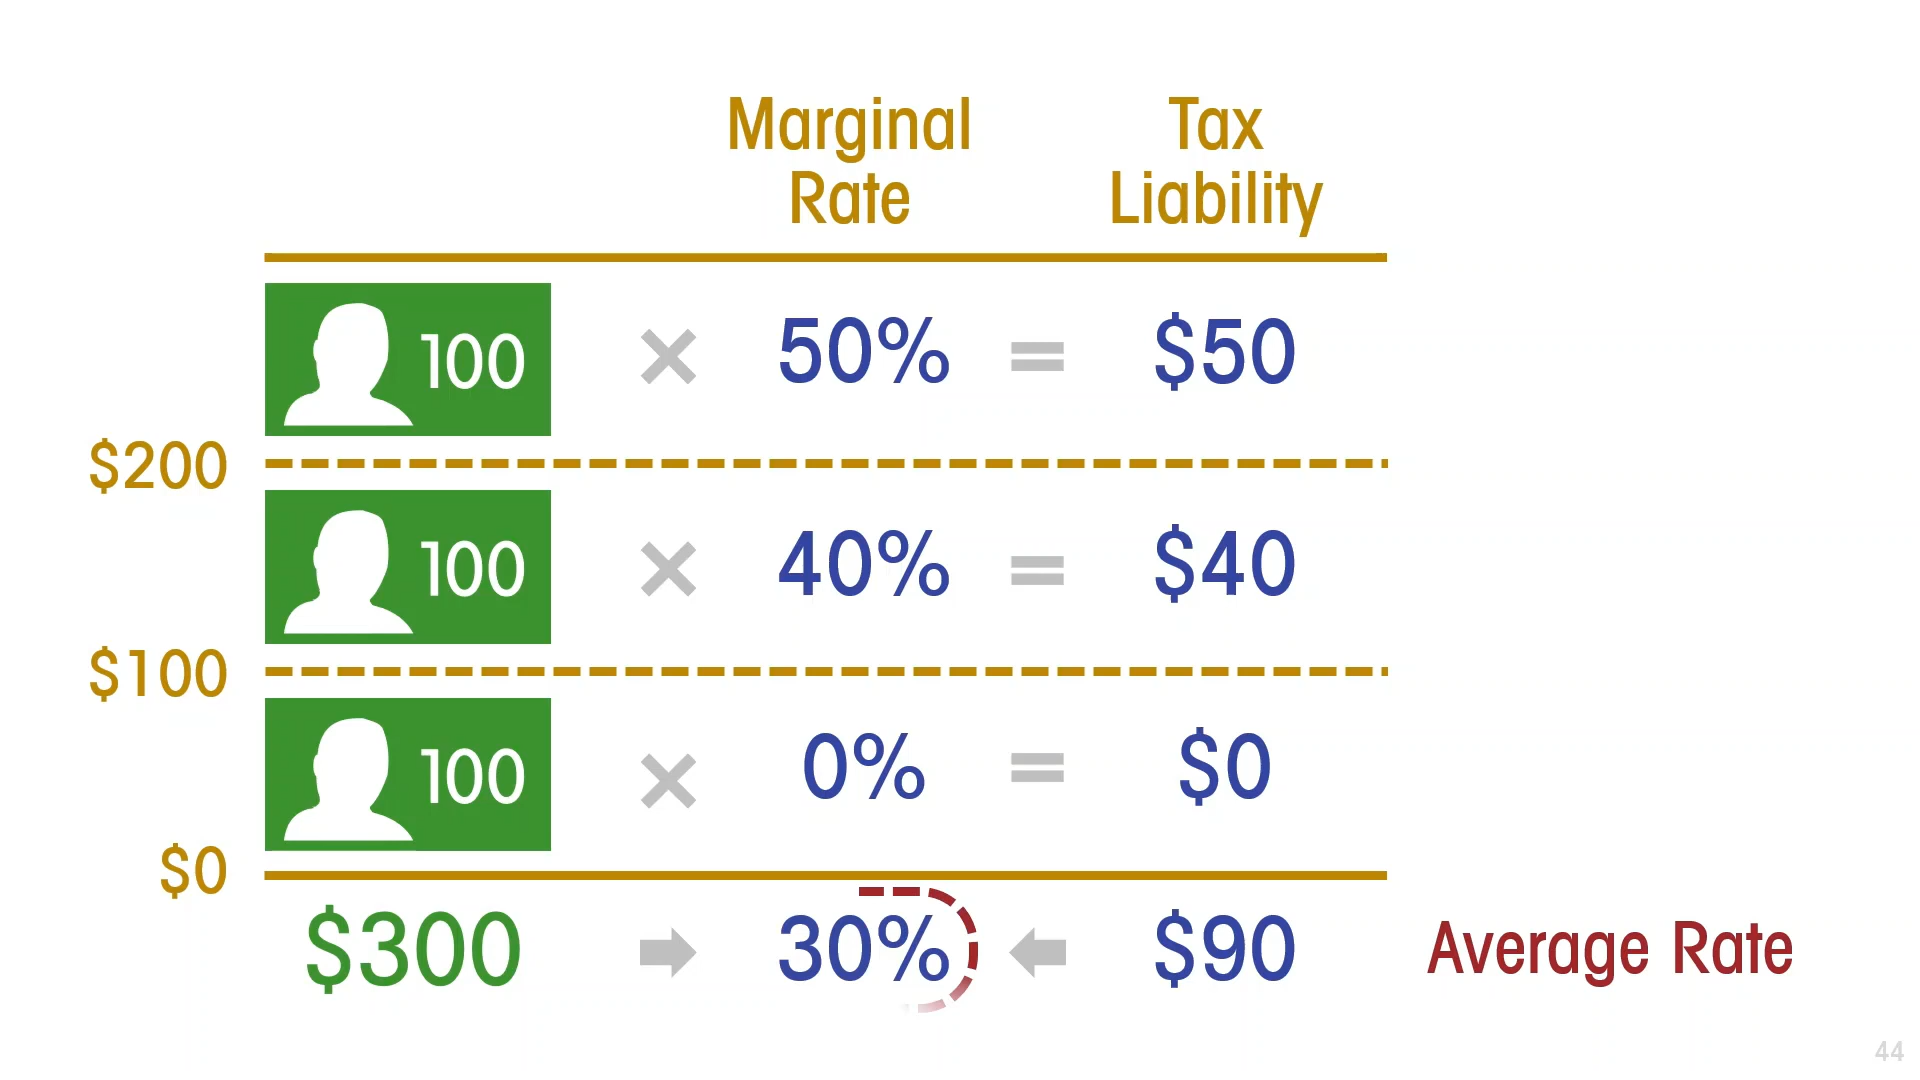 Marginal Rate
Tax Liability
100 × 50% = $50
$200
100 × 40% = $40
$100
100 × 0% = $0
$0
$300 30% $90 Average Rate
44